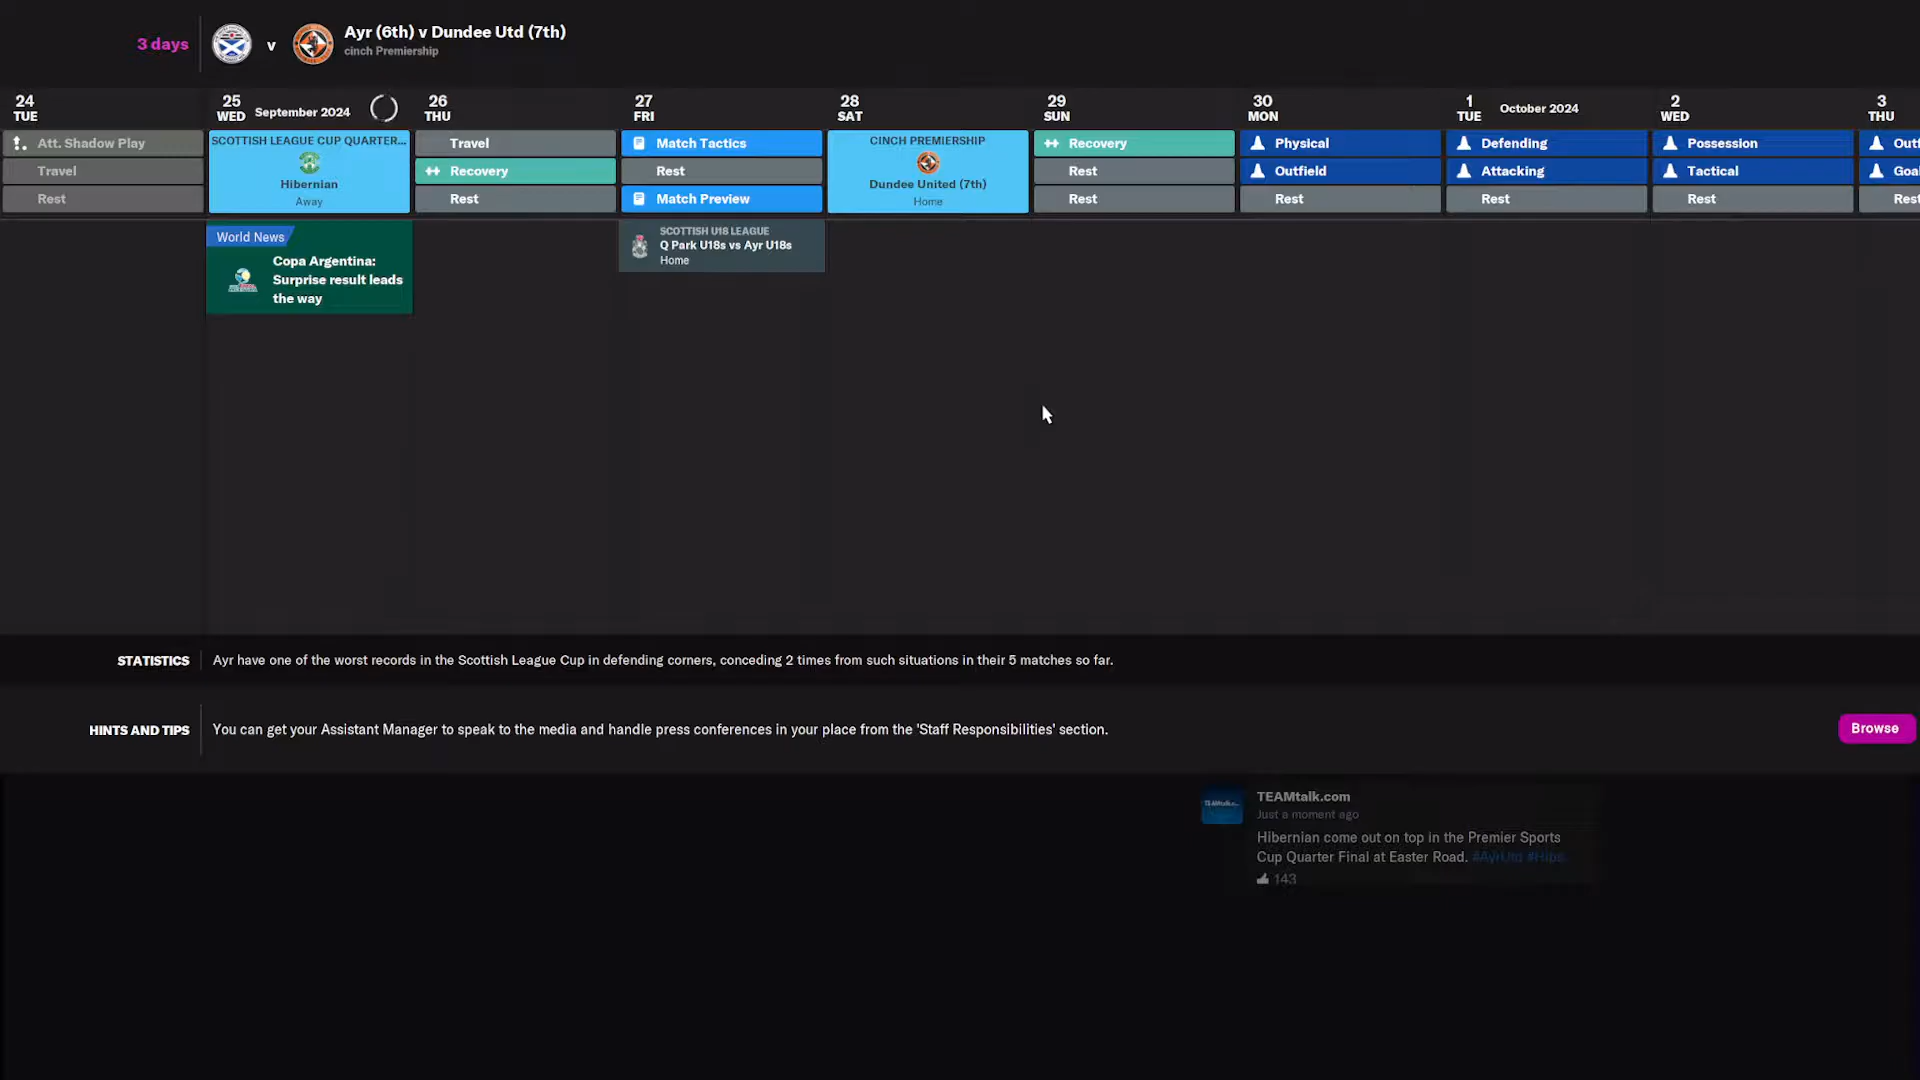 3 days
v
Ayr (6th) v Dundee Utd (7th)
cinch Premiership
24
TUE
25
WED
September 2024
26
THU
27
FRI
28
SAT
29
SUN
30
MON
1
TUE
October 2024
2
WED
3
THU
Att. Shadow Play
Travel
Rest
SCOTTISH LEAGUE CUP QUARTER...
Hibernian
Away
Travel
Recovery
Rest
Match Tactics
Rest
Match Preview
CINCH PREMIERSHIP
Dundee United (7th)
Home
Recovery
Rest
Rest
Physical
Outfield
Rest
Defending
Attacking
Rest
Possession
Tactical
Rest
Outf
Goal
Rest
World News
Copa Argentina:
Surprise result leads
the way
SCOTTISH U18 LEAGUE
Q Park U18s vs Ayr U18s
Home
STATISTICS
Ayr have one of the worst records in the Scottish League Cup in defending corners, conceding 2 times from such situations in their 5 matches so far.
HINTS AND TIPS
You can get your Assistant Manager to speak to the media and handle press conferences in your place from the 'Staff Responsibilities' section.
Browse
TEAMtalk.com
Just a moment ago
Hibernian come out on top in the Premier Sports
Cup Quarter Final at Easter Road. #AyrUtd #Hibs
143